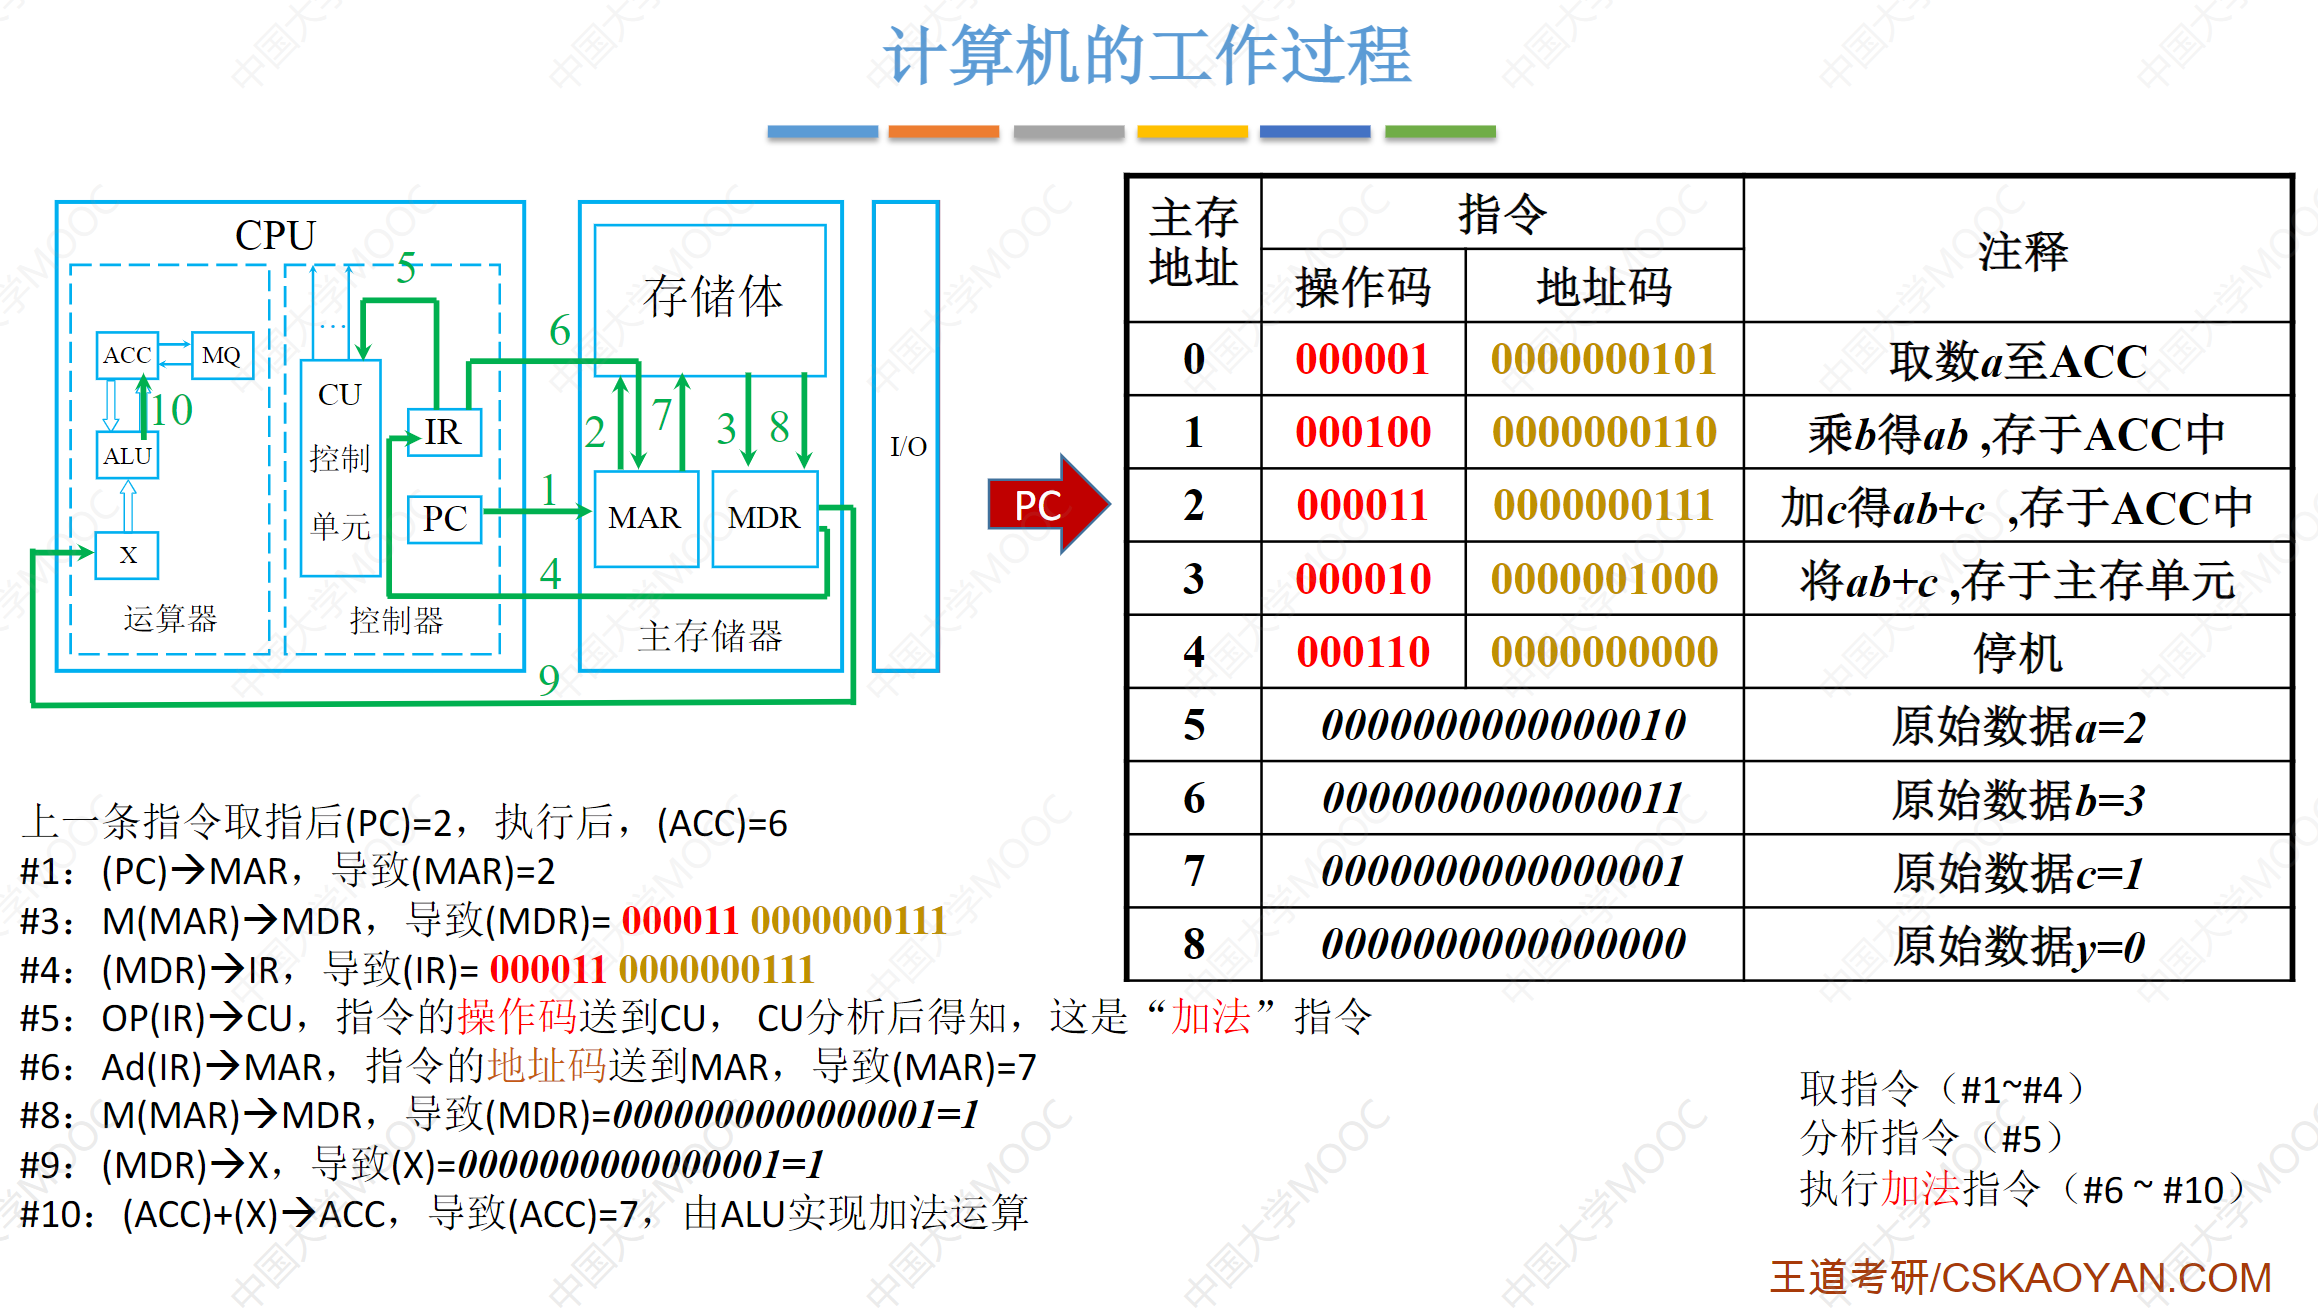 计算机的工作过程
CPU
5
ACC
MQ
10
ALU
X
运算器
…
CU
控制
单元
IR
PC
控制器
6
1
4
9
存储体
2
7
3
8
MAR
MDR
主存储器
I/O
PC
主存地址 指令 注释
操作码 地址码
0 000001 0000000101 取数a至ACC
1 000100 0000000110 乘b得ab ,存于ACC中
2 000011 0000000111 加c得ab+c ,存于ACC中
3 000010 0000001000 将ab+c ,存于主存单元
4 000110 0000000000 停机
5 0000000000000010 原始数据a=2
6 0000000000000011 原始数据b=3
7 0000000000000001 原始数据c=1
8 0000000000000000 原始数据y=0
上一条指令取指后(PC)=2，执行后，(ACC)=6
#1：(PC)→MAR，导致(MAR)=2
#3：M(MAR)→MDR，导致(MDR)= 000011 0000000111
#4：(MDR)→IR，导致(IR)= 000011 0000000111
#5：OP(IR)→CU，指令的操作码送到CU， CU分析后得知，这是“加法”指令
#6：Ad(IR)→MAR，指令的地址码送到MAR，导致(MAR)=7
#8：M(MAR)→MDR，导致(MDR)=0000000000000001=1
#9：(MDR)→X，导致(X)=0000000000000001=1
#10：(ACC)+(X)→ACC，导致(ACC)=7，由ALU实现加法运算
取指令（#1~#4）
分析指令（#5）
执行加法指令（#6 ~ #10）
王道考研/CSKAOYAN.COM
中国大学MOOC